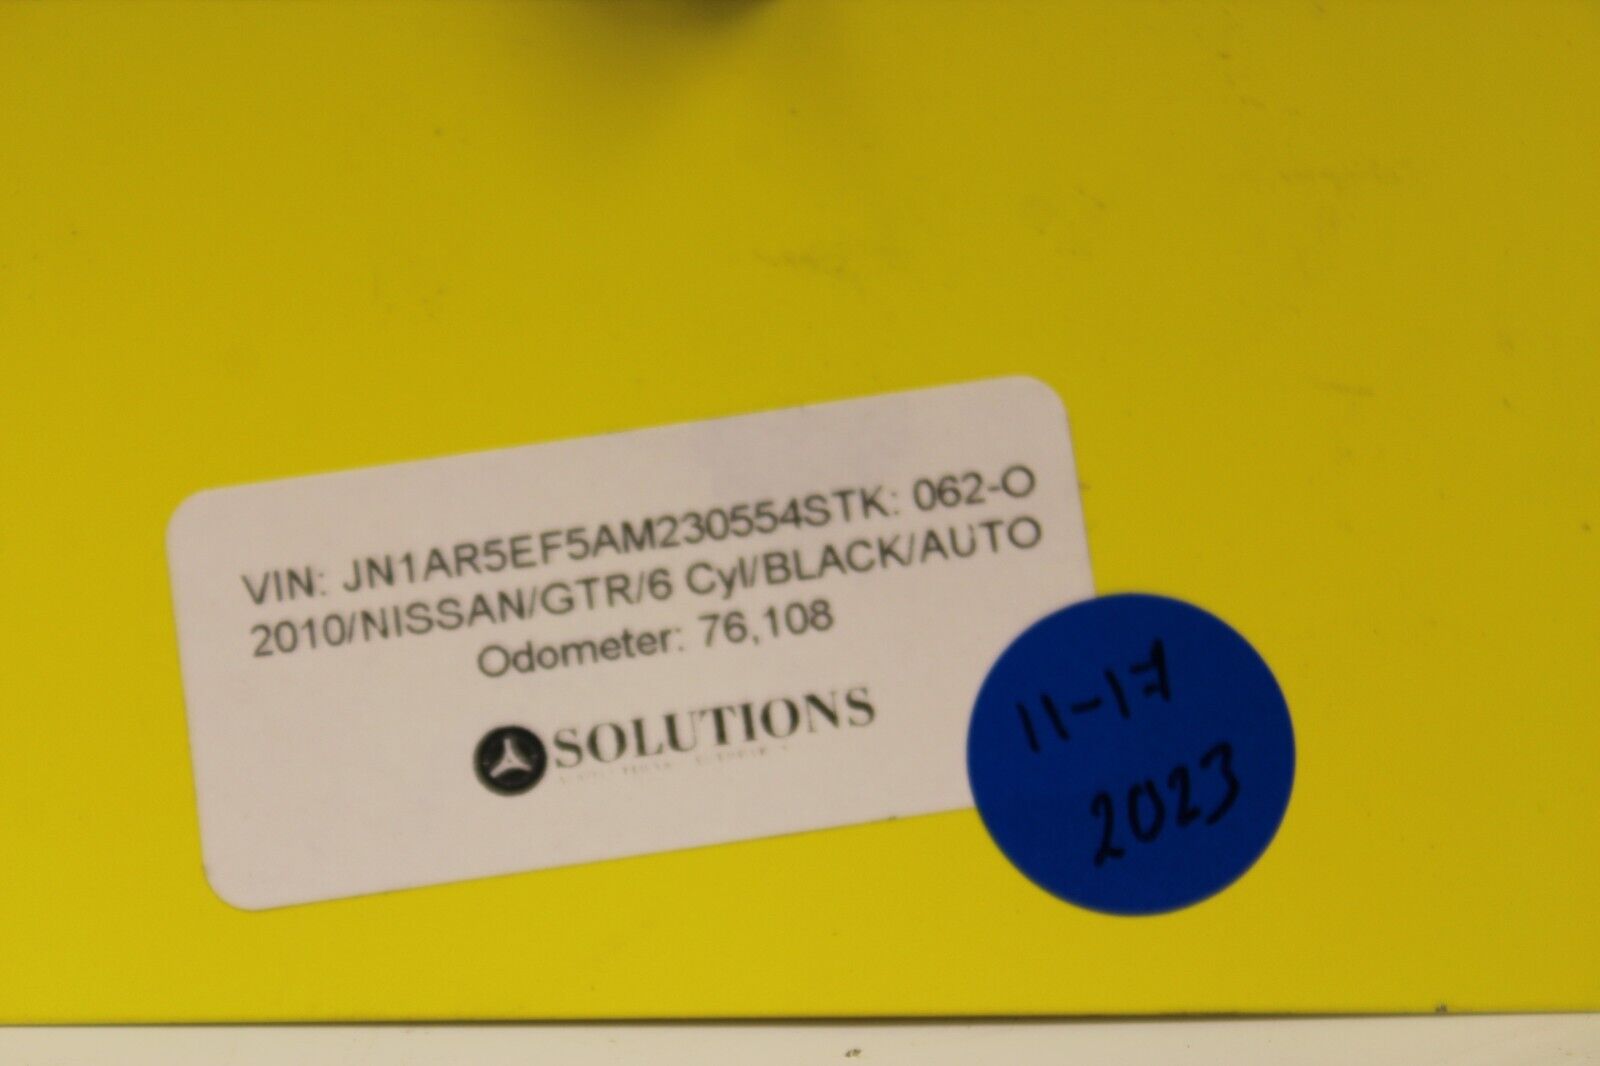 VIN: JN1AR5EF5AM230554STK: 062-O
2010/NISSAN/GTR/6 Cyl/BLACK/AUTO
Odometer: 76,108
SOLUTIONS
11-17
2023